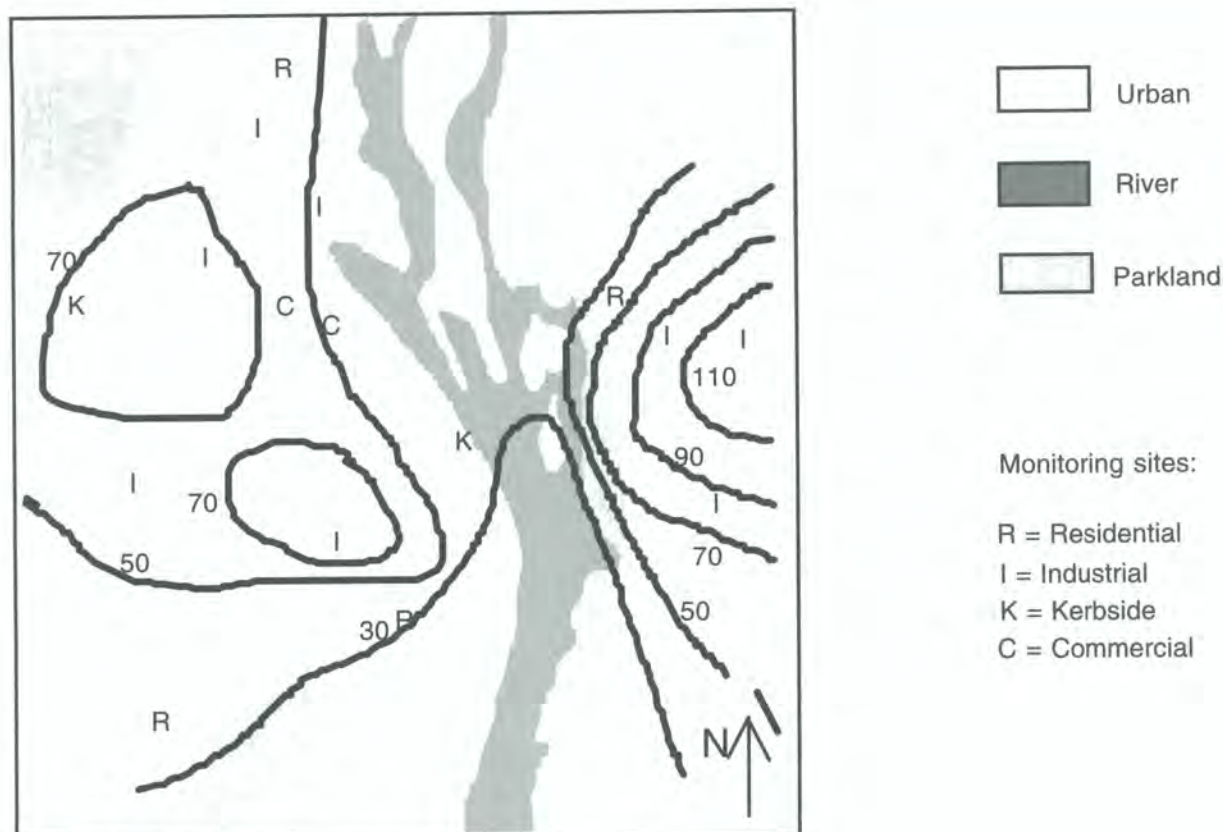 R
I
I
70
I
K
C
C
R
I
I
110
K
90
I
70
I
I
70
50
50
30
R
R
N
Urban
River
Parkland
Monitoring sites:
R = Residential
I = Industrial
K = Kerbside
C = Commercial